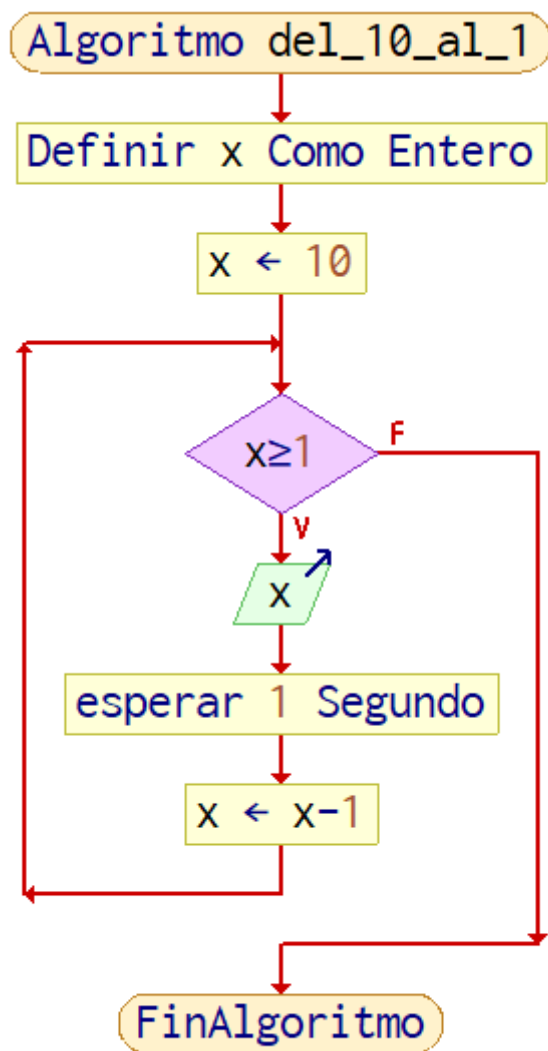 Algoritmo del_10_al_1
Definir x Como Entero
x ← 10
x≥1
F
V
x
esperar 1 Segundo
x ← x-1
FinAlgoritmo